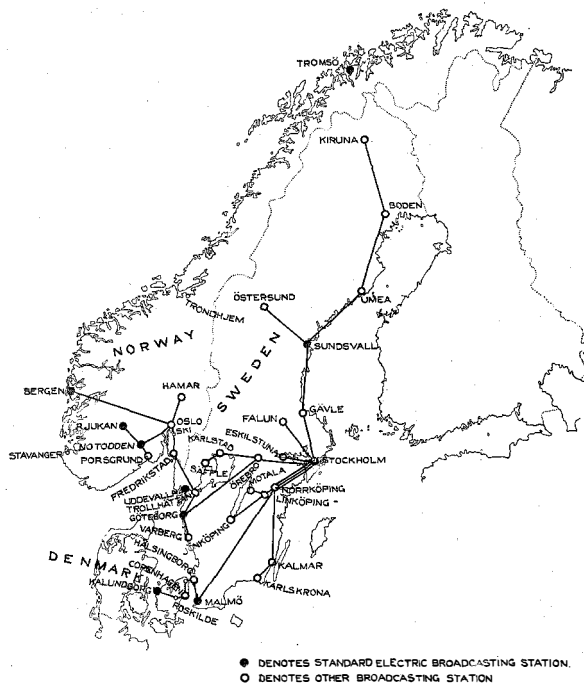 TROMSÖ
KIRUNA
BODEN
UMEA
ÖSTERSUND
TRONDHJEM
SUNDSVALL
NORWAY
SWEDEN
BERGEN
HAMAR
GÄVLE
RJUKAN
FALUN
OSLO
SKI
NOTODDEN
ESKILSTUNA
KARLSTAD
STAVANGER
PORSGRUND
STOCKHOLM
FREDRIKSTAD
SÄFFLE
ÖREBRO
MOTALA
UDDEVALLA
NORRKÖPING
TROLLHÄTTAN
LINKÖPING
GÖTEBORG
VARBERG
JNKÖPING
HÄLSINGBORG
DENMARK
COPENHAGEN
KALMAR
KALUNDBORG
KARLSKRONA
MALMÖ
ROSKILDE
DENOTES STANDARD ELECTRIC BROADCASTING STATION.
DENOTES OTHER BROADCASTING STATION